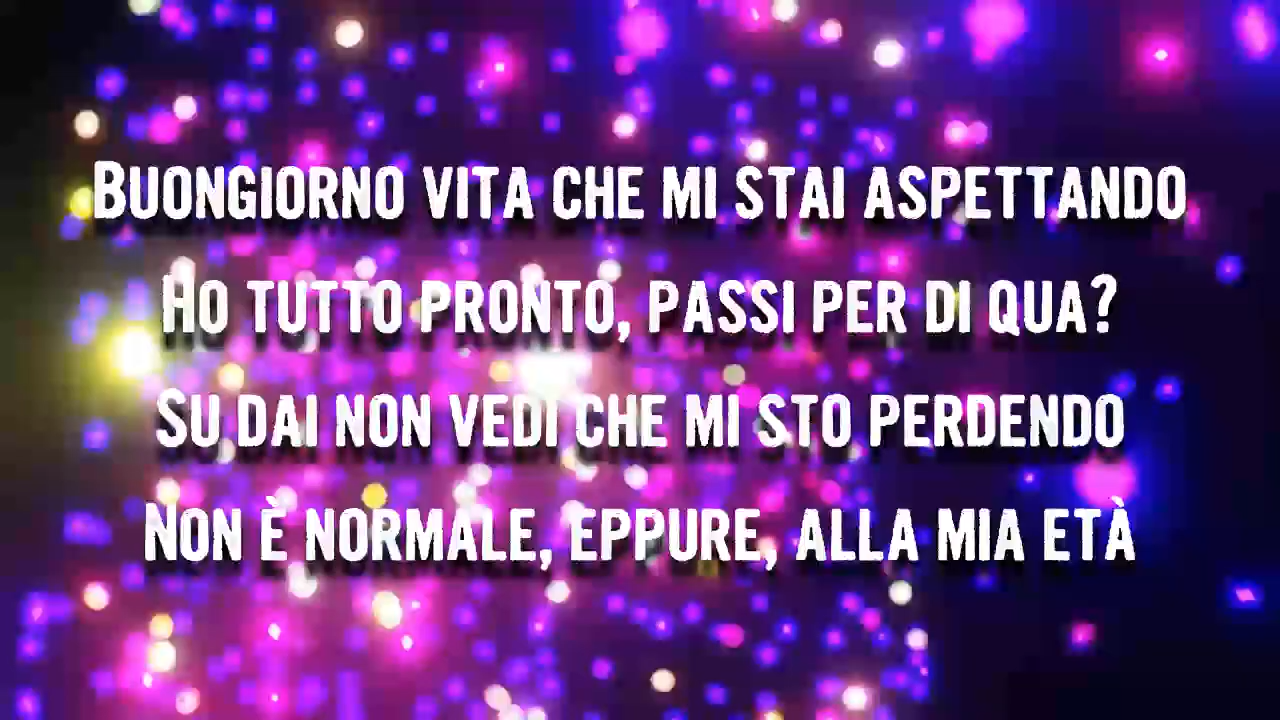 Buongiorno vita che mi stai aspettando
Ho tutto pronto, passi per di qua?
Su dai non vedi che mi sto perdendo
Non è normale, eppure, alla mia età